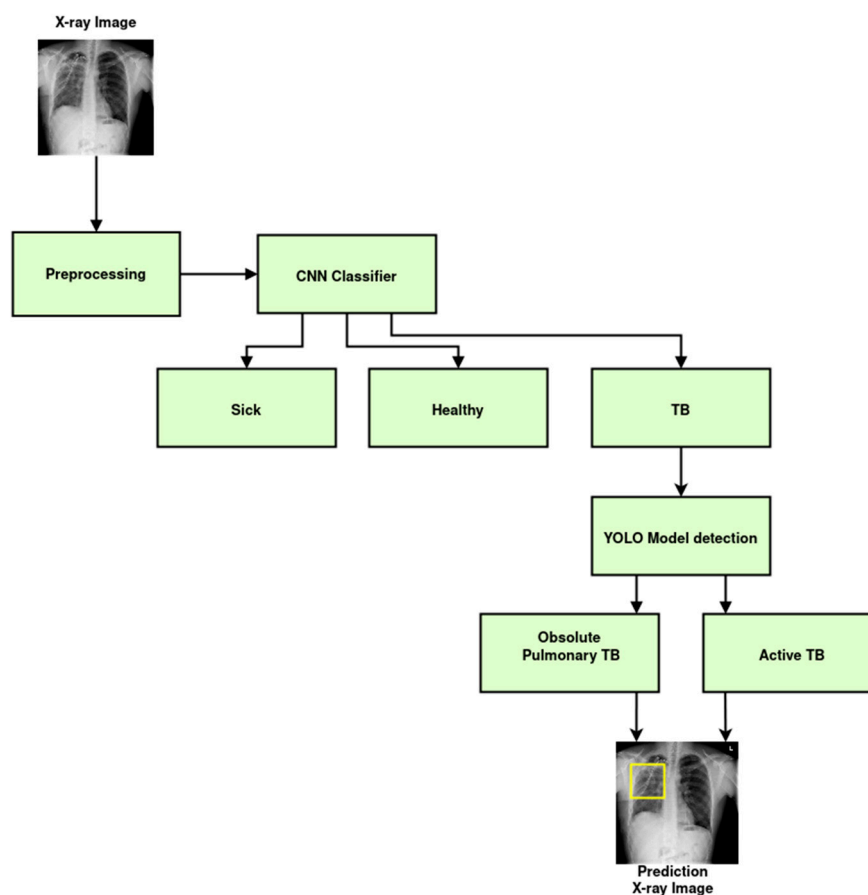 X-ray Image
Preprocessing
CNN Classifier
Sick
Healthy
TB
YOLO Model detection
Obsolute
Pulmonary TB
Active TB
L
Prediction
X-ray Image